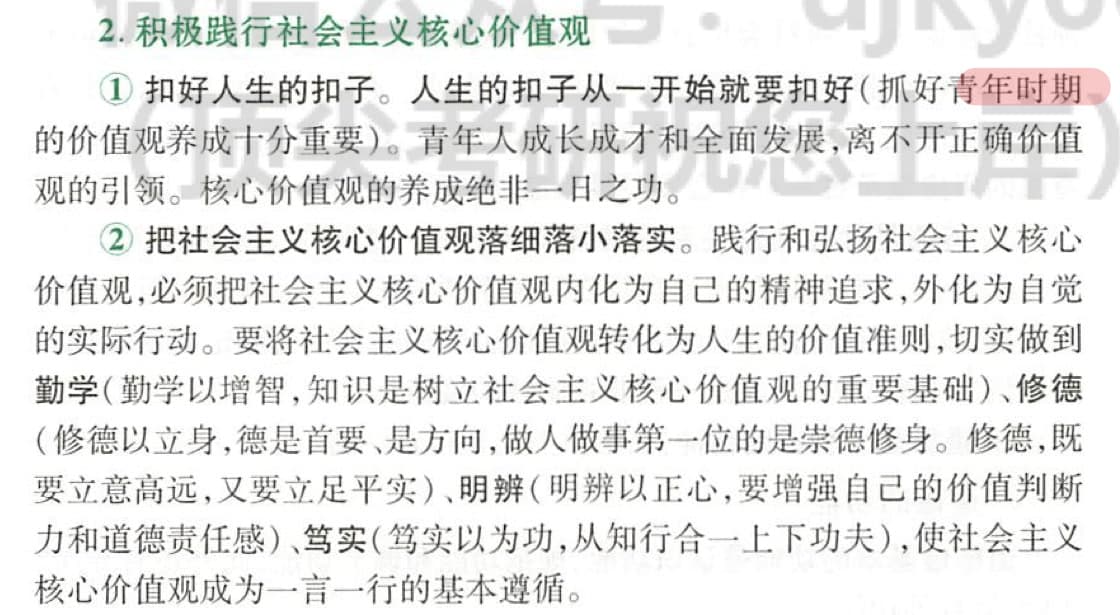 微信公众号：djkyo
2. 积极践行社会主义核心价值观
① 扣好人生的扣子。人生的扣子从一开始就要扣好(抓好青年时期
的价值观养成十分重要)。青年人成长成才和全面发展,离不开正确价值
(顶尖考研祝您上岸)
观的引领。核心价值观的养成绝非一日之功。
② 把社会主义核心价值观落细落小落实。践行和弘扬社会主义核心
价值观,必须把社会主义核心价值观内化为自己的精神追求,外化为自觉
的实际行动。要将社会主义核心价值观转化为人生的价值准则,切实做到
勤学(勤学以增智,知识是树立社会主义核心价值观的重要基础)、修德
(修德以立身,德是首要、是方向,做人做事第一位的是崇德修身。修德,既
要立意高远,又要立足平实)、明辨(明辨以正心,要增强自己的价值判断
力和道德责任感)、笃实(笃实以为功,从知行合一上下功夫),使社会主义
核心价值观成为一言一行的基本遵循。